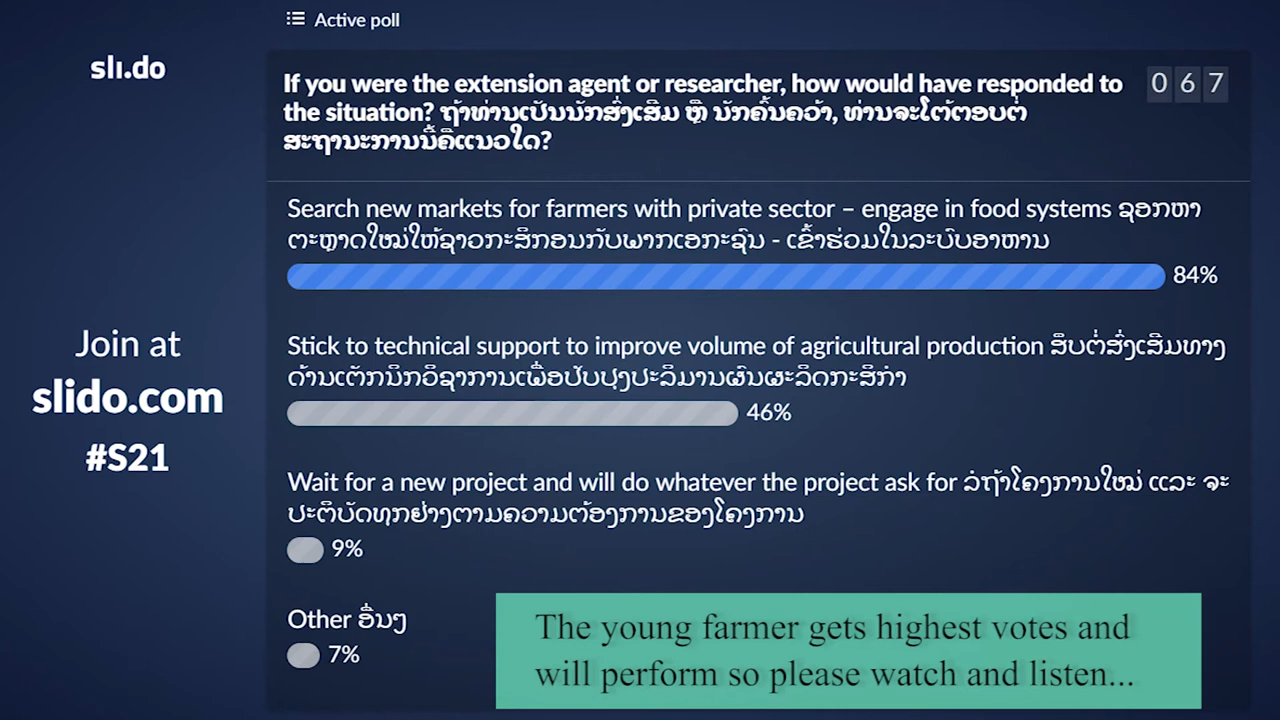 Active poll
sli.do
If you were the extension agent or researcher, how would have responded to
the situation? ຖ້າທ່ານເປັນນັກສົ່ງເສີມ ຫຼື ນັກຄົ້ນຄວ້າ, ທ່ານຈະໂຕ້ຕອບຕໍ່
ສະຖານະການນີ້ຄືແນວໃດ?
067
Search new markets for farmers with private sector – engage in food systems ຊອກຫາ
ຕະຫຼາດໃໝ່ໃຫ້ຊາວກະສິກອນກັບພາກເອກະຊົນ - ເຂົ້າຮ່ວມໃນລະບົບອາຫານ
84%
Stick to technical support to improve volume of agricultural production ສືບຕໍ່ສົ່ງເສີມທາງ
ດ້ານເຕັກນິກວິຊາການເພື່ອປັບປຸງປະລິມານຜົນຜະລິດກະສິກຳ
46%
Wait for a new project and will do whatever the project ask for ລໍຖ້າໂຄງການໃໝ່ ແລະ ຈະ
ປະຕິບັດທຸກຢ່າງຕາມຄວາມຕ້ອງການຂອງໂຄງການ
9%
Other ອື່ນໆ
7%
Join at
slido.com
#S21
The young farmer gets highest votes and
will perform so please watch and listen...